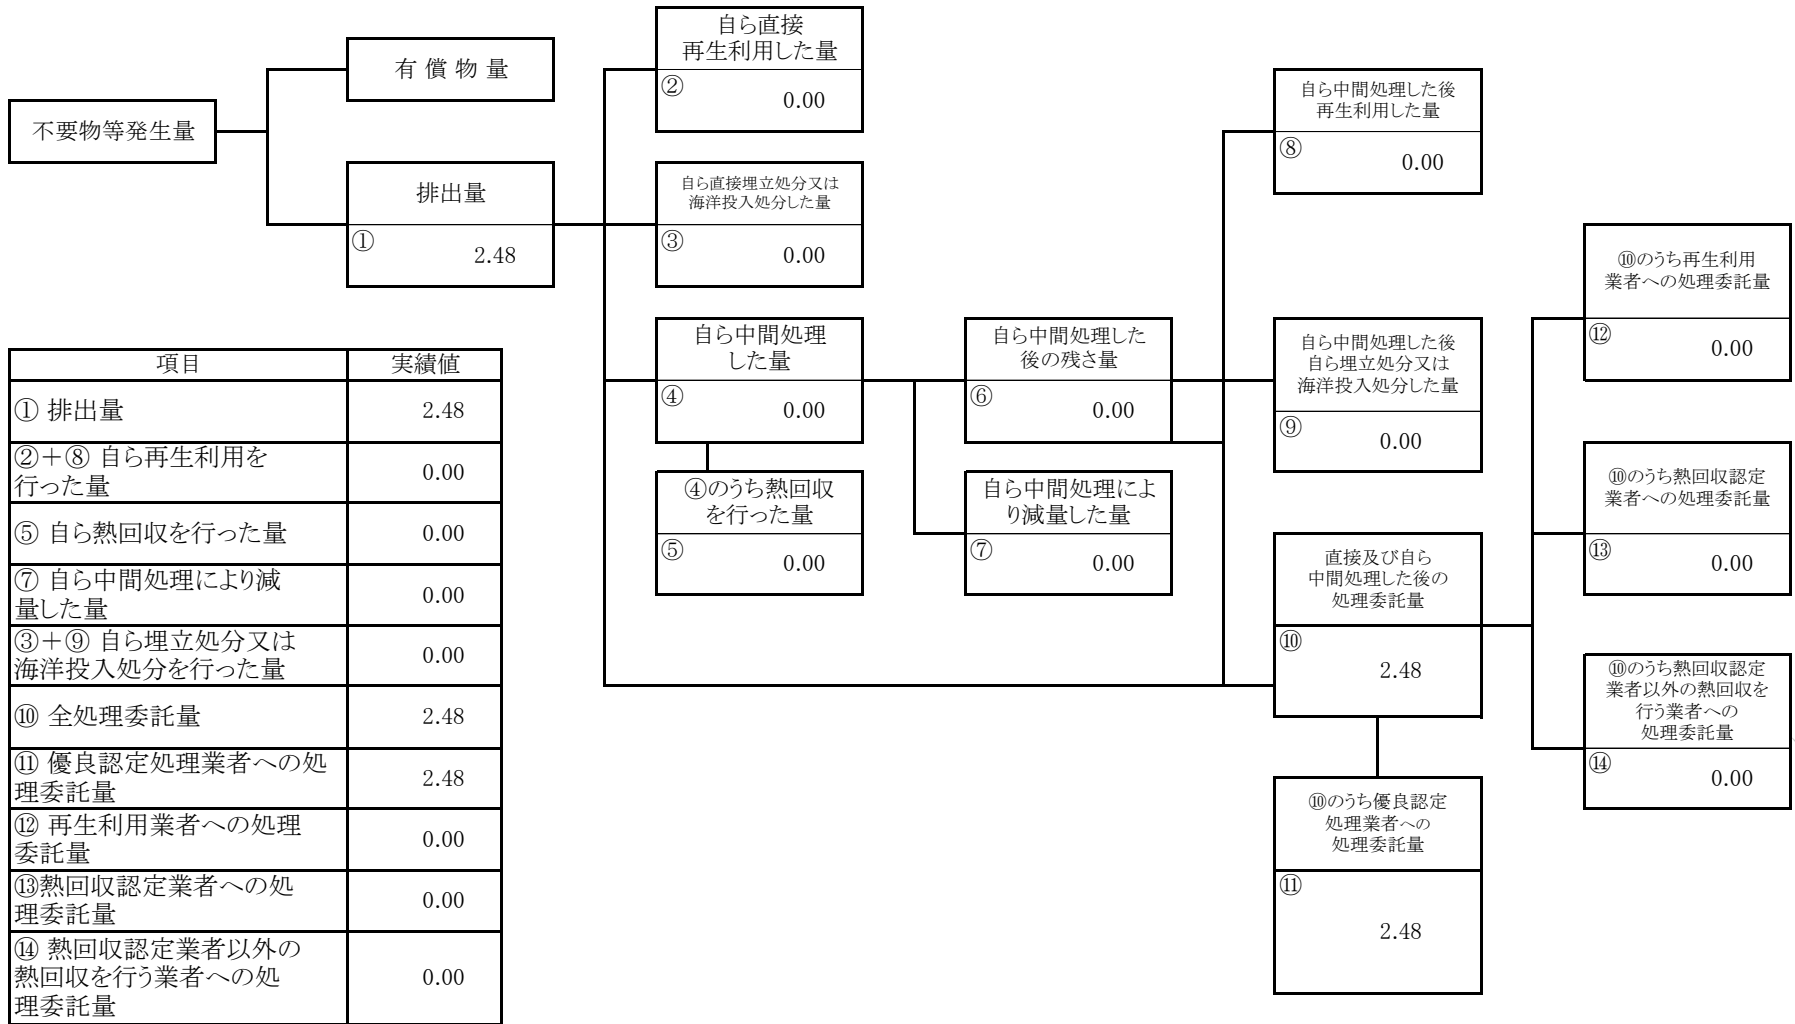 不要物等発生量
有 償 物 量
排出量
①
2.48
自ら直接
再生利用した量
②
0.00
自ら直接埋立処分又は
海洋投入処分した量
③
0.00
自ら中間処理
した量
④
0.00
④のうち熱回収
を行った量
⑤
0.00
自ら中間処理した
後の残さ量
⑥
0.00
自ら中間処理によ
り減量した量
⑦
0.00
自ら中間処理した後
再生利用した量
⑧
0.00
自ら中間処理した後
自ら埋立処分又は
海洋投入処分した量
⑨
0.00
直接及び自ら
中間処理した後の
処理委託量
⑩
2.48
⑩のうち優良認定
処理業者への
処理委託量
⑪
2.48
⑩のうち再生利用
業者への処理委託量
⑫
0.00
⑩のうち熱回収認定
業者への処理委託量
⑬
0.00
⑩のうち熱回収認定
業者以外の熱回収を
行う業者への
処理委託量
⑭
0.00
項目 実績値
① 排出量 2.48
②＋⑧ 自ら再生利用を
行った量 0.00
⑤ 自ら熱回収を行った量 0.00
⑦ 自ら中間処理により減
量した量 0.00
③＋⑨ 自ら埋立処分又は
海洋投入処分を行った量 0.00
⑩ 全処理委託量 2.48
⑪ 優良認定処理業者への処
理委託量 2.48
⑫ 再生利用業者への処理
委託量 0.00
⑬熱回収認定業者への処
理委託量 0.00
⑭ 熱回収認定業者以外の
熱回収を行う業者への処
理委託量 0.00